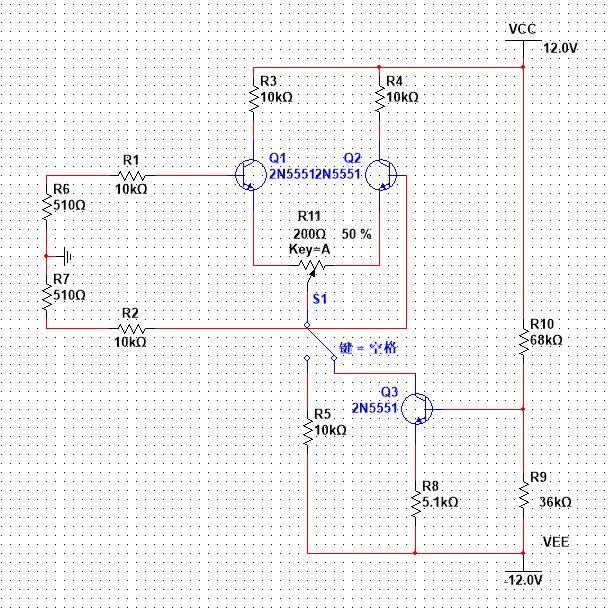 VCC
12.0V
R3
10kΩ
R4
10kΩ
Q1
2N5551
Q2
2N5551
R1
10kΩ
R6
510Ω
R11
200Ω 50 %
Key=A
R7
510Ω
S1
R2
10kΩ
键 = 空格
R10
68kΩ
Q3
2N5551
R5
10kΩ
R8
5.1kΩ
R9
36kΩ
VEE
-12.0V